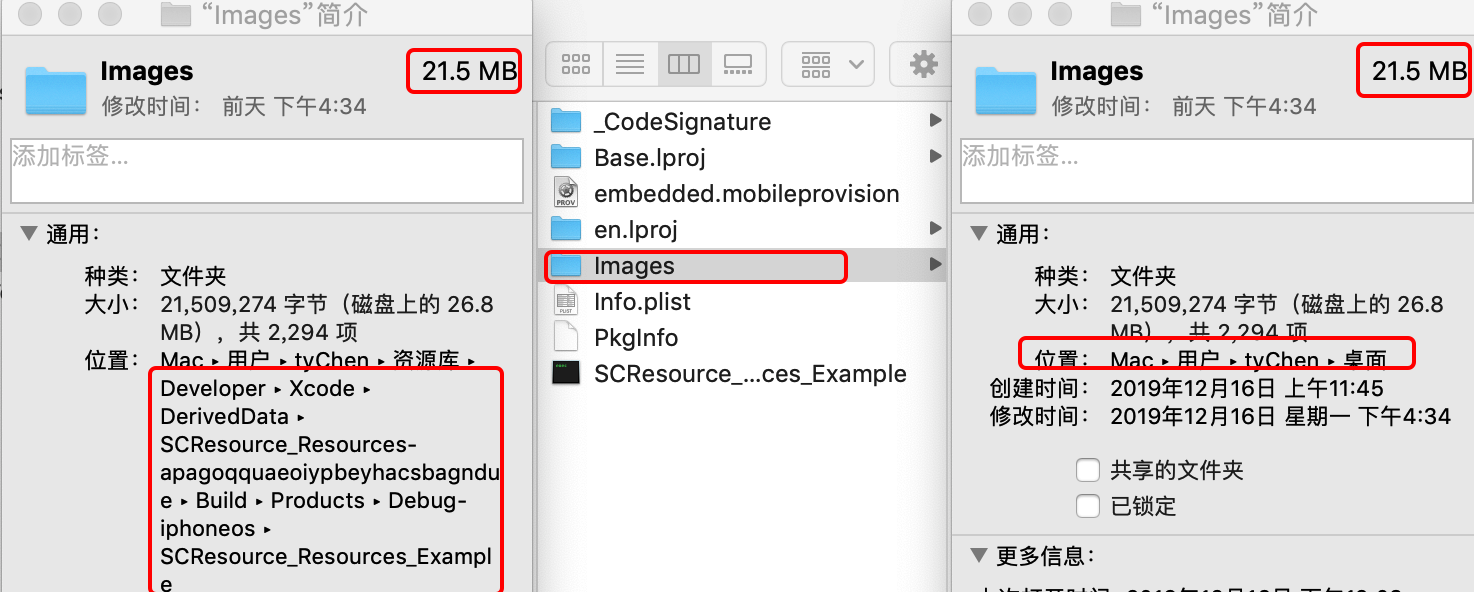 “Images”简介
Images
21.5 MB
修改时间： 前天 下午4:34
添加标签...
通用：
种类： 文件夹
大小： 21,509,274 字节（磁盘上的 26.8
MB），共 2,294 项
位置： Mac ▸ 用户 ▸ tyChen ▸ 资源库 ▸
Developer ▸ Xcode ▸
DerivedData ▸
SCResource_Resources-
apagoqquaeoiypbeyhacsbagndu
e ▸ Build ▸ Products ▸ Debug-
iphoneos ▸
SCResource_Resources_Exampl
e
_CodeSignature
Base.lproj
PROV
embedded.mobileprovision
en.lproj
Images
PLIST
Info.plist
PkgInfo
SCResource_...ces_Example
“Images”简介
Images
21.5 MB
修改时间： 前天 下午4:34
添加标签...
通用：
种类： 文件夹
大小： 21,509,274 字节（磁盘上的 26.8
MB），共 2,294 项
位置： Mac ▸ 用户 ▸ tyChen ▸ 桌面
创建时间： 2019年12月16日 上午11:45
修改时间： 2019年12月16日 星期一 下午4:34
共享的文件夹
已锁定
更多信息：